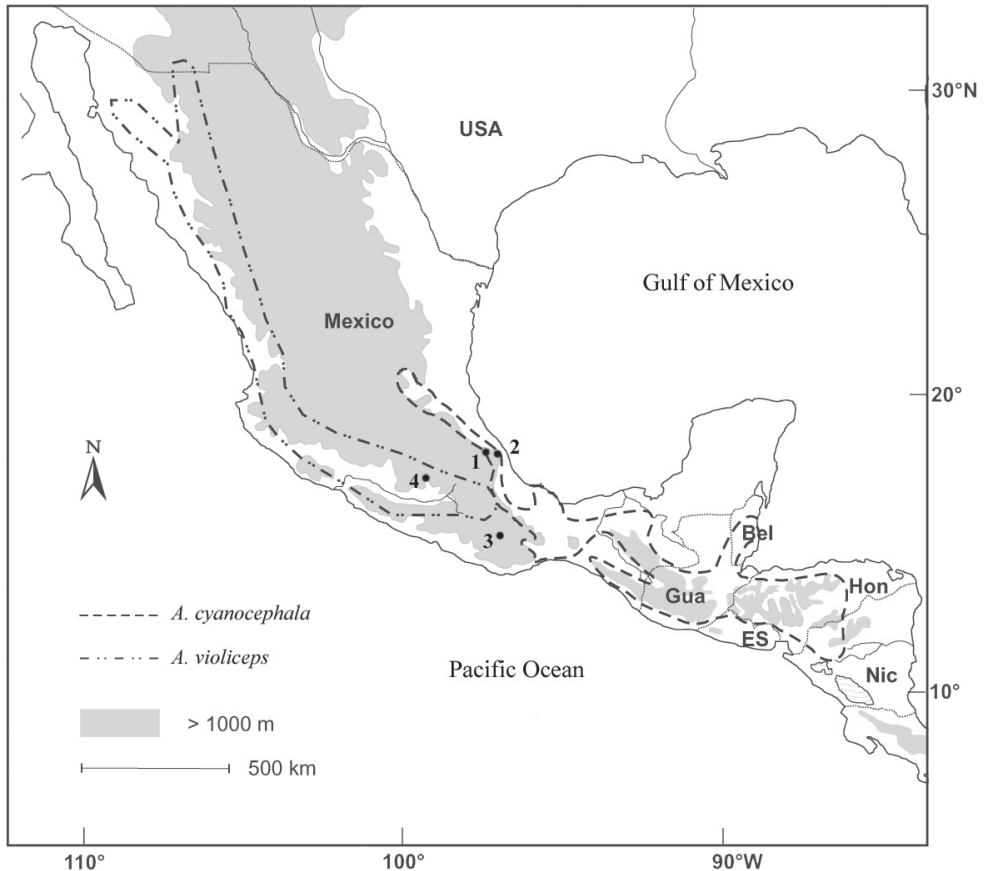 30°N
USA
Gulf of Mexico
Mexico
20°
N
1
2
4
3
Bel
Hon
Gua
A. cyanocephala
ES
A. violiceps
Pacific Ocean
Nic
10°
> 1000 m
500 km
110°
100°
90°W